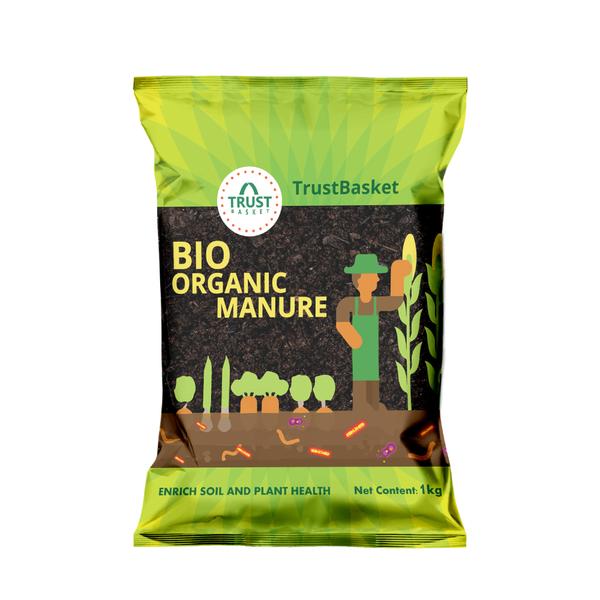 TRUST
BASKET
TrustBasket
BIO
ORGANIC
MANURE
ENRICH SOIL AND PLANT HEALTH Net Content: 1kg